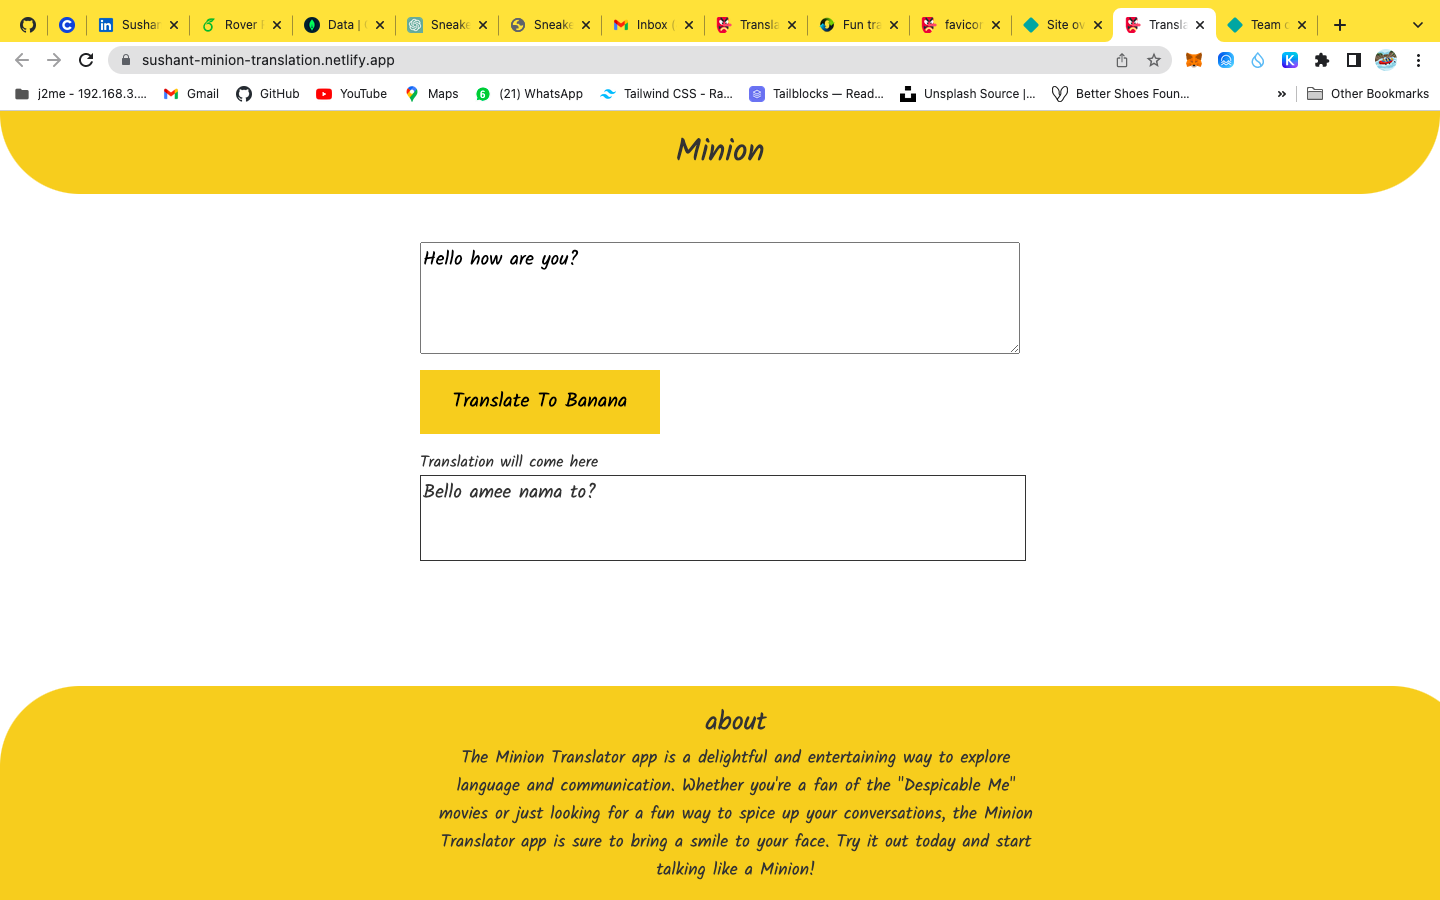 Sushar
Rover
Data |
Sneake
Sneake
Inbox (
Transla
Fun tra
favicor
Site ov
Transla
Team
sushant-minion-translation.netlify.app
j2me - 192.168.3....
Gmail
GitHub
YouTube
Maps
(21) WhatsApp
Tailwind CSS - Ra...
Tailblocks — Read...
Unsplash Source |...
Better Shoes Foun...
»
Other Bookmarks
Minion
Hello how are you?
Translate To Banana
Translation will come here
Bello amee nama to?
about
The Minion Translator app is a delightful and entertaining way to explore
language and communication. Whether you're a fan of the "Despicable Me"
movies or just looking for a fun way to spice up your conversations, the Minion
Translator app is sure to bring a smile to your face. Try it out today and start
talking like a Minion!